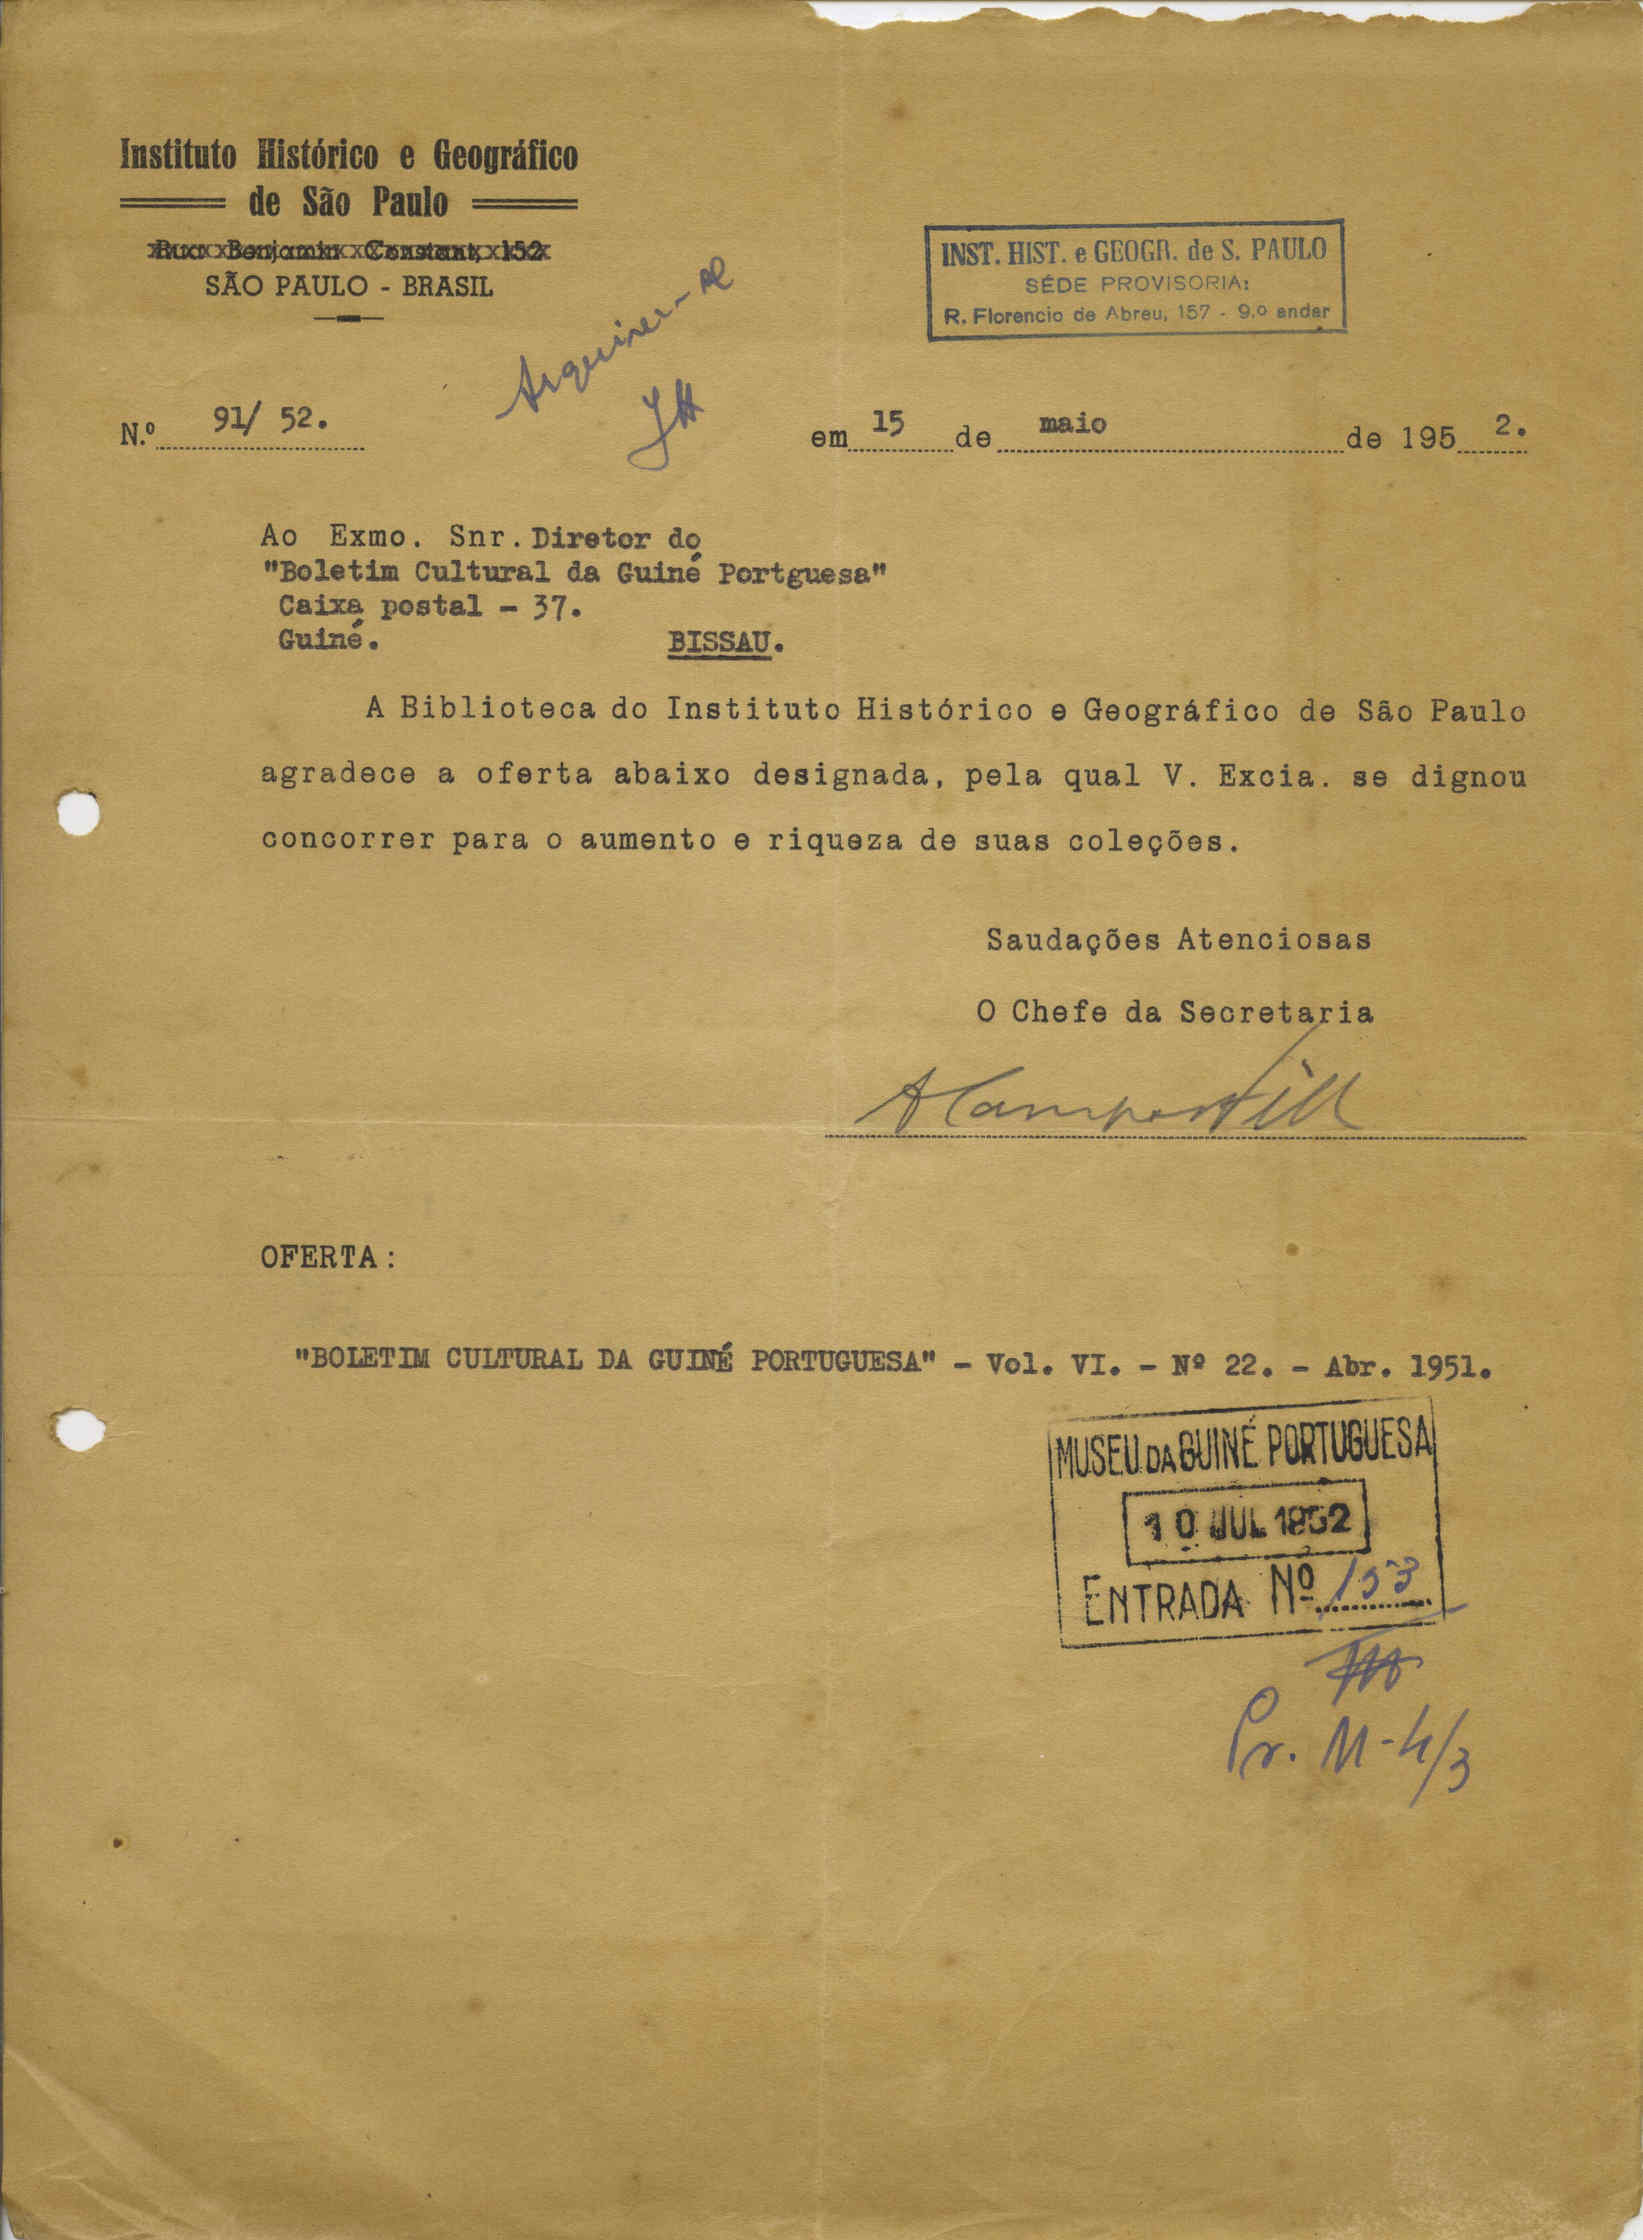 Instituto Histórico e Geográfico
de São Paulo
Rua Benjamin Constant, 152
SÃO PAULO - BRASIL
INST. HIST. e GEOGR. de S. PAULO
SÉDE PROVISORIA:
R. Florencio de Abreu, 157 - 9.º andar
Arquive-se
N.º 91/ 52.
em 15 de maio de 1952.
Ao Exmo. Snr. Diretor do
"Boletim Cultural da Guiné Portguesa"
Caixa postal - 37.
Guiné. BISSAU.
A Biblioteca do Instituto Histórico e Geográfico de São Paulo
agradece a oferta abaixo designada, pela qual V. Excia. se dignou
concorrer para o aumento e riqueza de suas coleções.
Saudações Atenciosas
O Chefe da Secretaria
OFERTA:
"BOLETIM CULTURAL DA GUINÉ PORTUGUESA" - Vol. VI. - Nº 22. - Abr. 1951.
MUSEU DA GUINÉ PORTUGUESA
10 JUL 1952
ENTRADA Nº 153
Pr. M-4/3